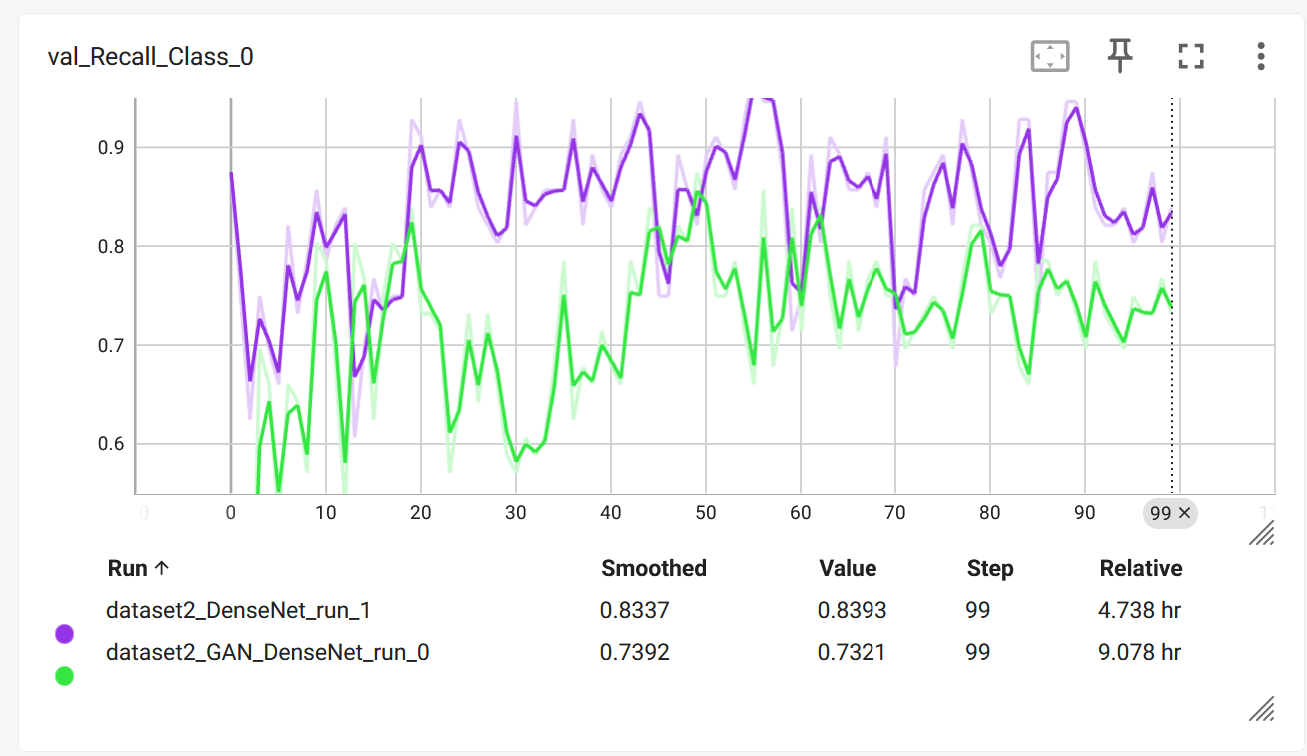 val_Recall_Class_0
0.9
0.8
0.7
0.6
0 0 10 20 30 40 50 60 70 80 90 99 ×
Run ↑ Smoothed Value Step Relative
dataset2_DenseNet_run_1 0.8337 0.8393 99 4.738 hr
dataset2_GAN_DenseNet_run_0 0.7392 0.7321 99 9.078 hr